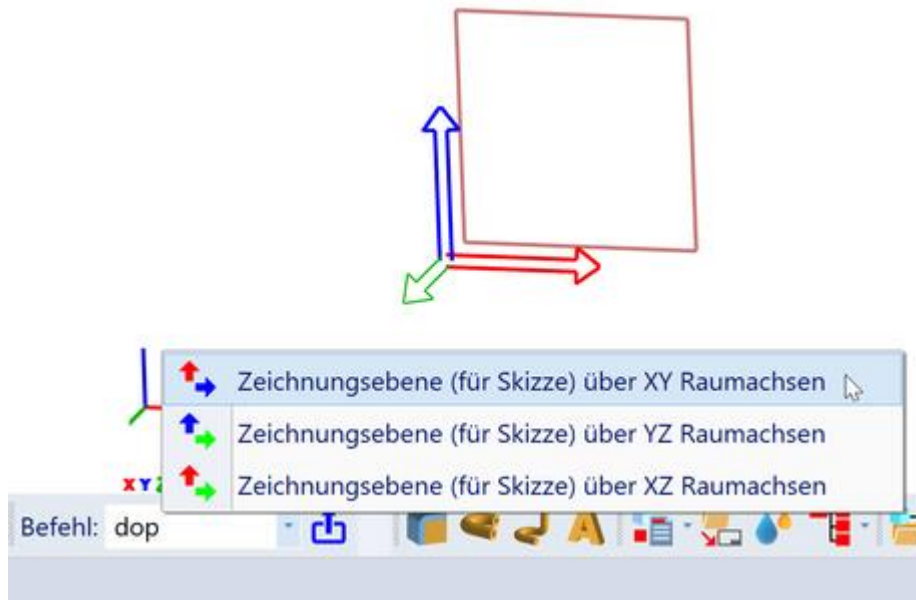 Zeichnungsebene (für Skizze) über XY Raumachsen
Zeichnungsebene (für Skizze) über YZ Raumachsen
Zeichnungsebene (für Skizze) über XZ Raumachsen
X Y Z
Befehl: dop